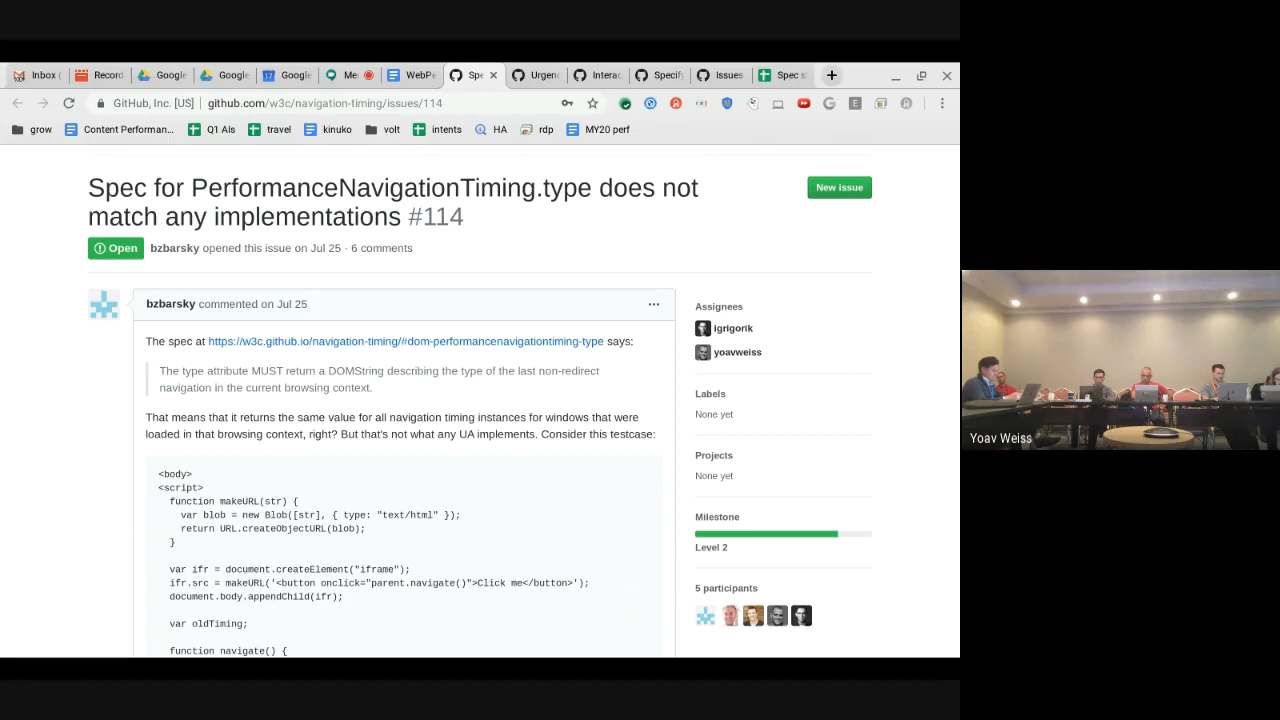 Inbox (
Record
Google
Google
Google
Me
WebPe
Spe
Urgen
Intera
Specify
Issues
Spec s
GitHub, Inc. [US] | github.com/w3c/navigation-timing/issues/114
grow
Content Performan...
Q1 AIs
travel
kinuko
volt
intents
HA
rdp
MY20 perf
Spec for PerformanceNavigationTiming.type does not
match any implementations #114
New issue
Open bzbarsky opened this issue on Jul 25 · 6 comments
bzbarsky commented on Jul 25
The spec at https://w3c.github.io/navigation-timing/#dom-performancenavigationtiming-type says:
The type attribute MUST return a DOMString describing the type of the last non-redirect
navigation in the current browsing context.
That means that it returns the same value for all navigation timing instances for windows that were
loaded in that browsing context, right? But that's not what any UA implements. Consider this testcase:
<body>
<script>
function makeURL(str) {
var blob = new Blob([str], { type: "text/html" });
return URL.createObjectURL(blob);
}
var ifr = document.createElement("iframe");
ifr.src = makeURL('<button onclick="parent.navigate()">Click me</button>');
document.body.appendChild(ifr);
var oldTiming;
function navigate() {
Assignees
igrigorik
yoavweiss
Labels
None yet
Projects
None yet
Milestone
Level 2
5 participants
Yoav Weiss